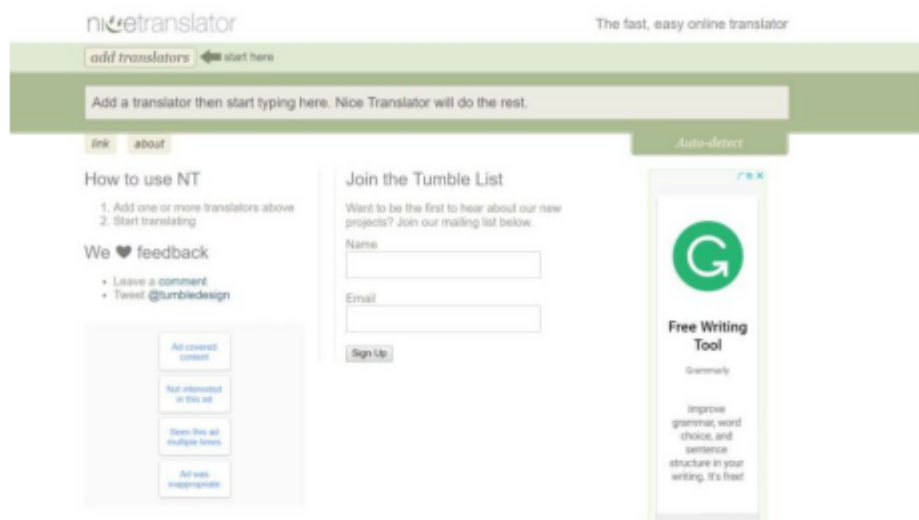 nicetranslator
The fast, easy online translator
add translators start here
Add a translator then start typing here. Nice Translator will do the rest.
link about
Auto-detect
How to use NT
1. Add one or more translators above
2. Start translating
We ♥ feedback
• Leave a comment
• Tweet @tumbledesign
Ad covered
content
Not interested
in this ad
Seen this ad
multiple times
Ad was
inappropriate
Join the Tumble List
Want to be the first to hear about our new
projects? Join our mailing list below.
Name
Email
Sign Up
Free Writing
Tool
Grammarly
Improve
grammar, word
choice, and
sentence
structure in your
writing. It's free!